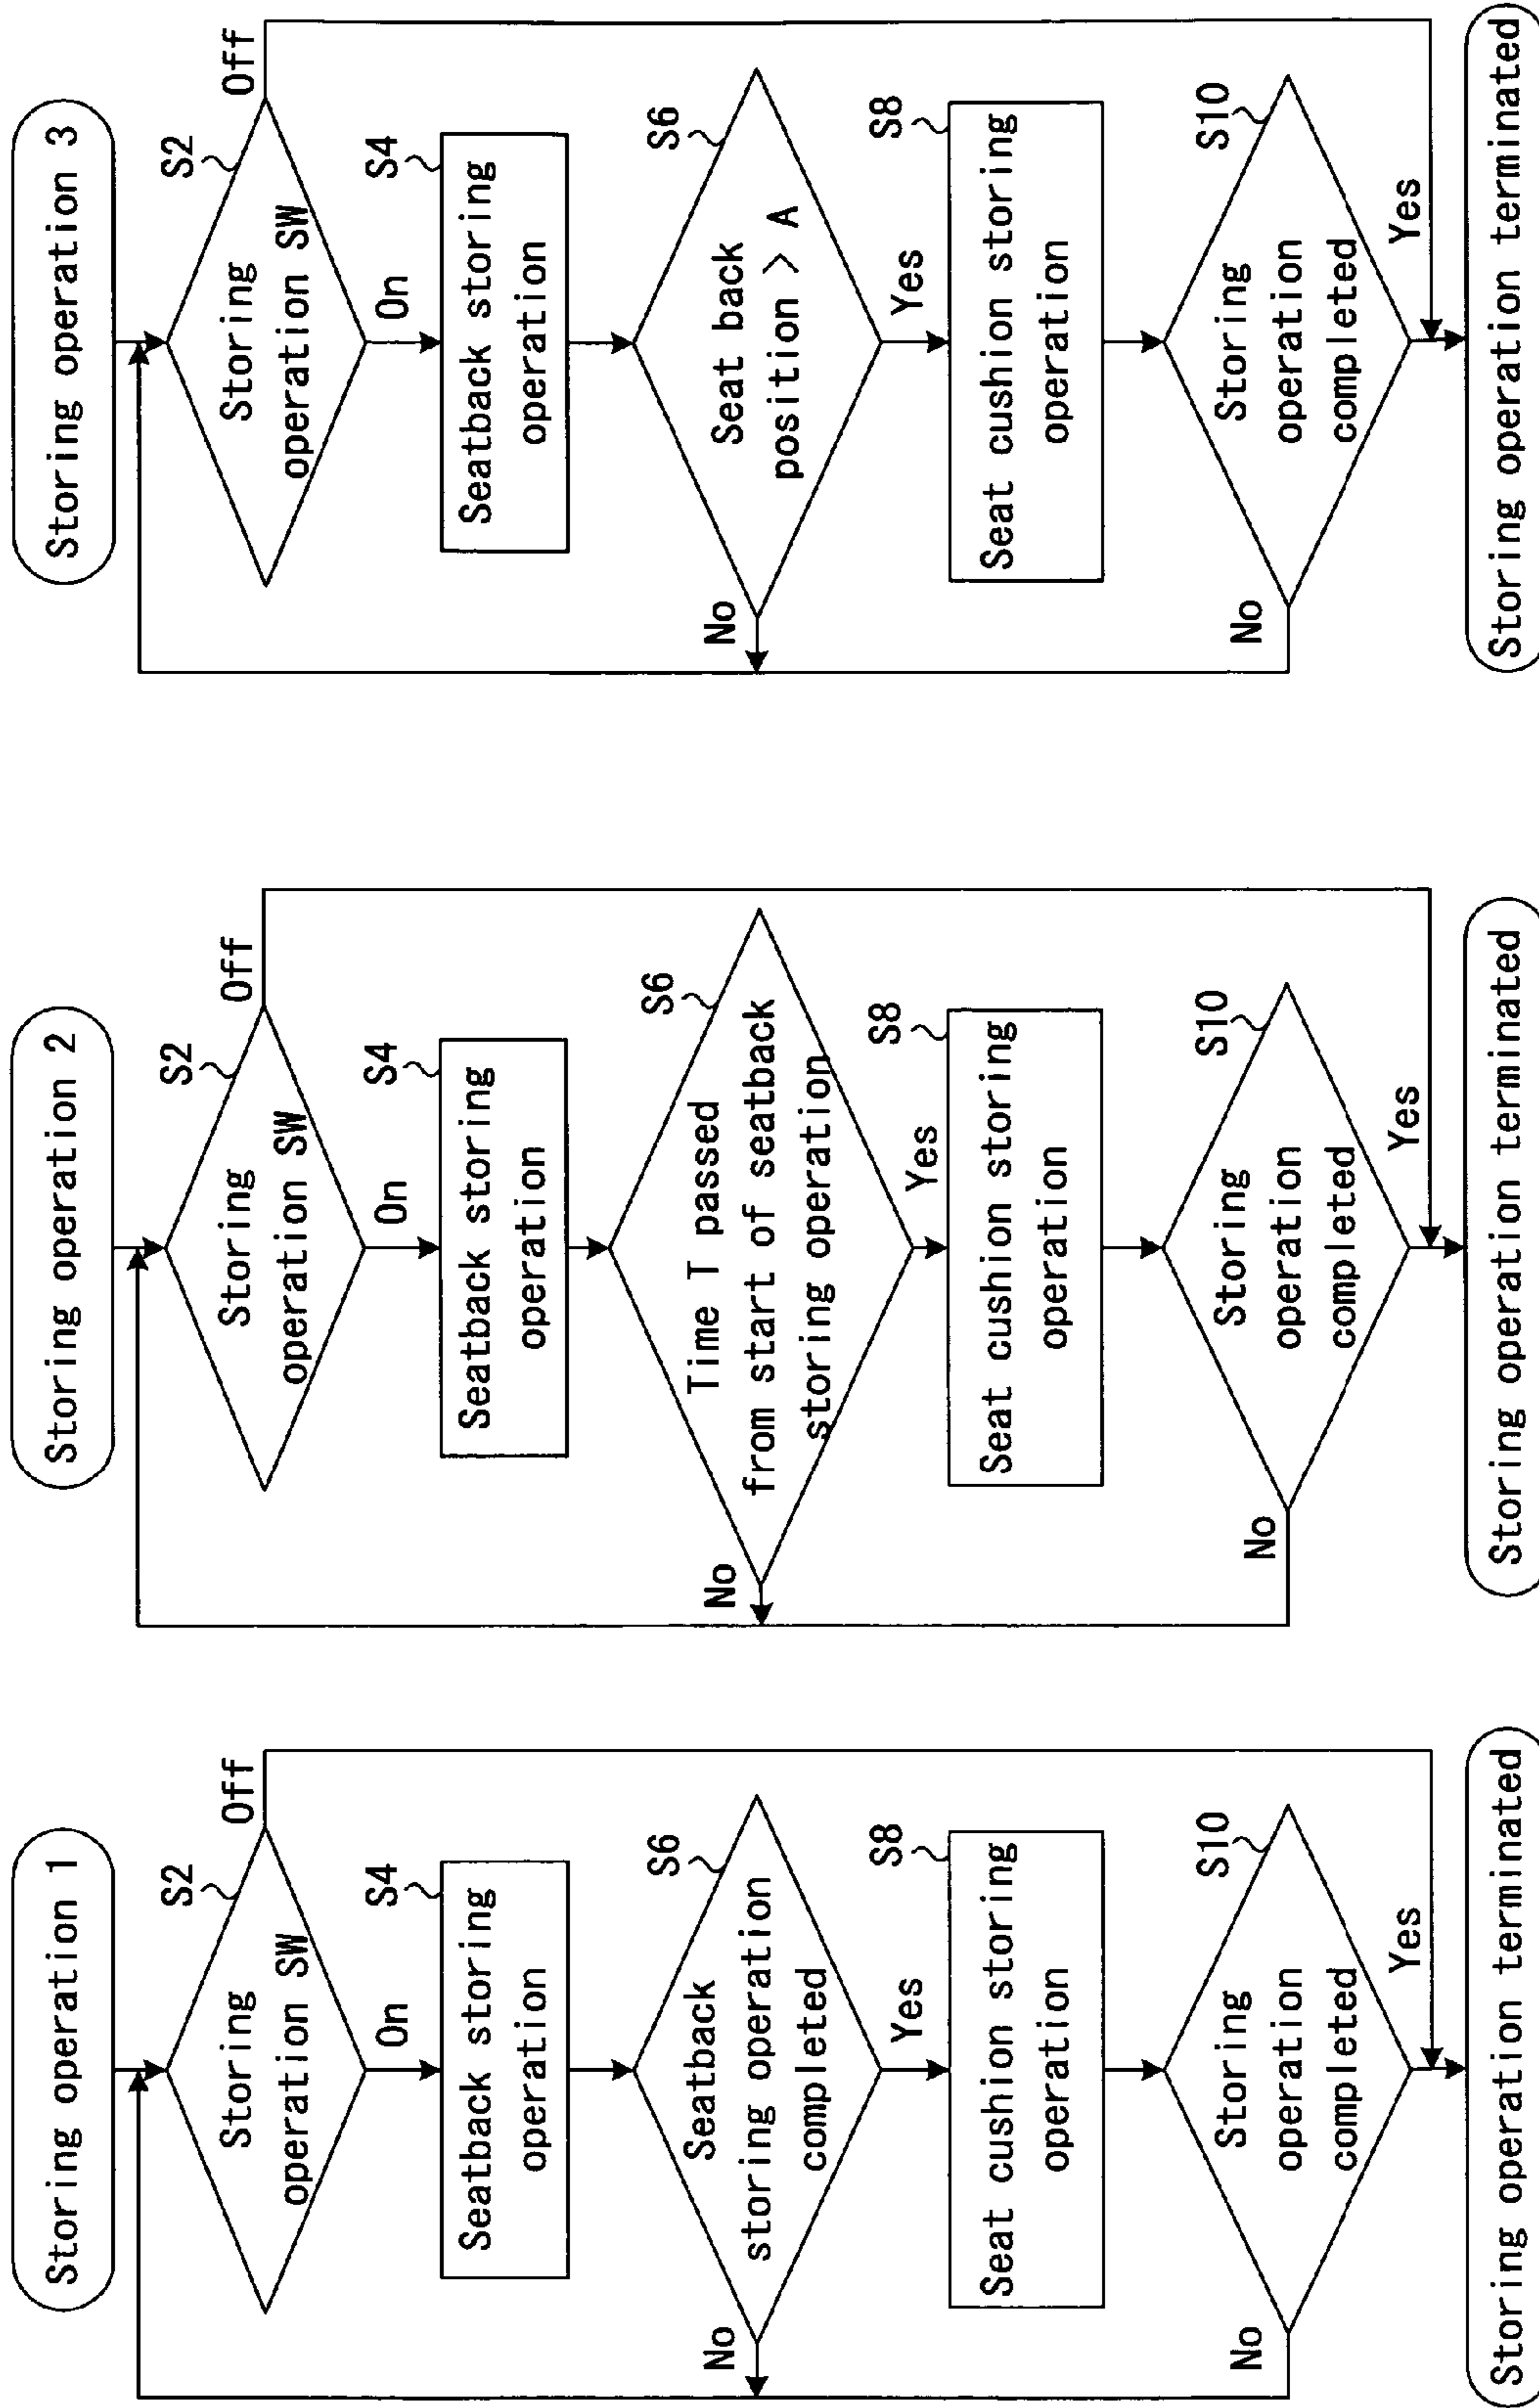 Storing operation 1
S2
Storing
operation SW
Off
On
S4
Seatback storing
operation
S6
Seatback
storing operation
completed
No
Yes
S8
Seat cushion storing
operation
S10
Storing
operation
completed
No
Yes
Storing operation terminated
Storing operation 2
S2
Storing
operation SW
Off
On
S4
Seatback storing
operation
S6
Time T passed
from start of seatback
storing operation
No
Yes
S8
Seat cushion storing
operation
S10
Storing
operation
completed
No
Yes
Storing operation terminated
Storing operation 3
S2
Storing
operation SW
Off
On
S4
Seatback storing
operation
S6
Seat back
position > A
No
Yes
S8
Seat cushion storing
operation
S10
Storing
operation
completed
No
Yes
Storing operation terminated